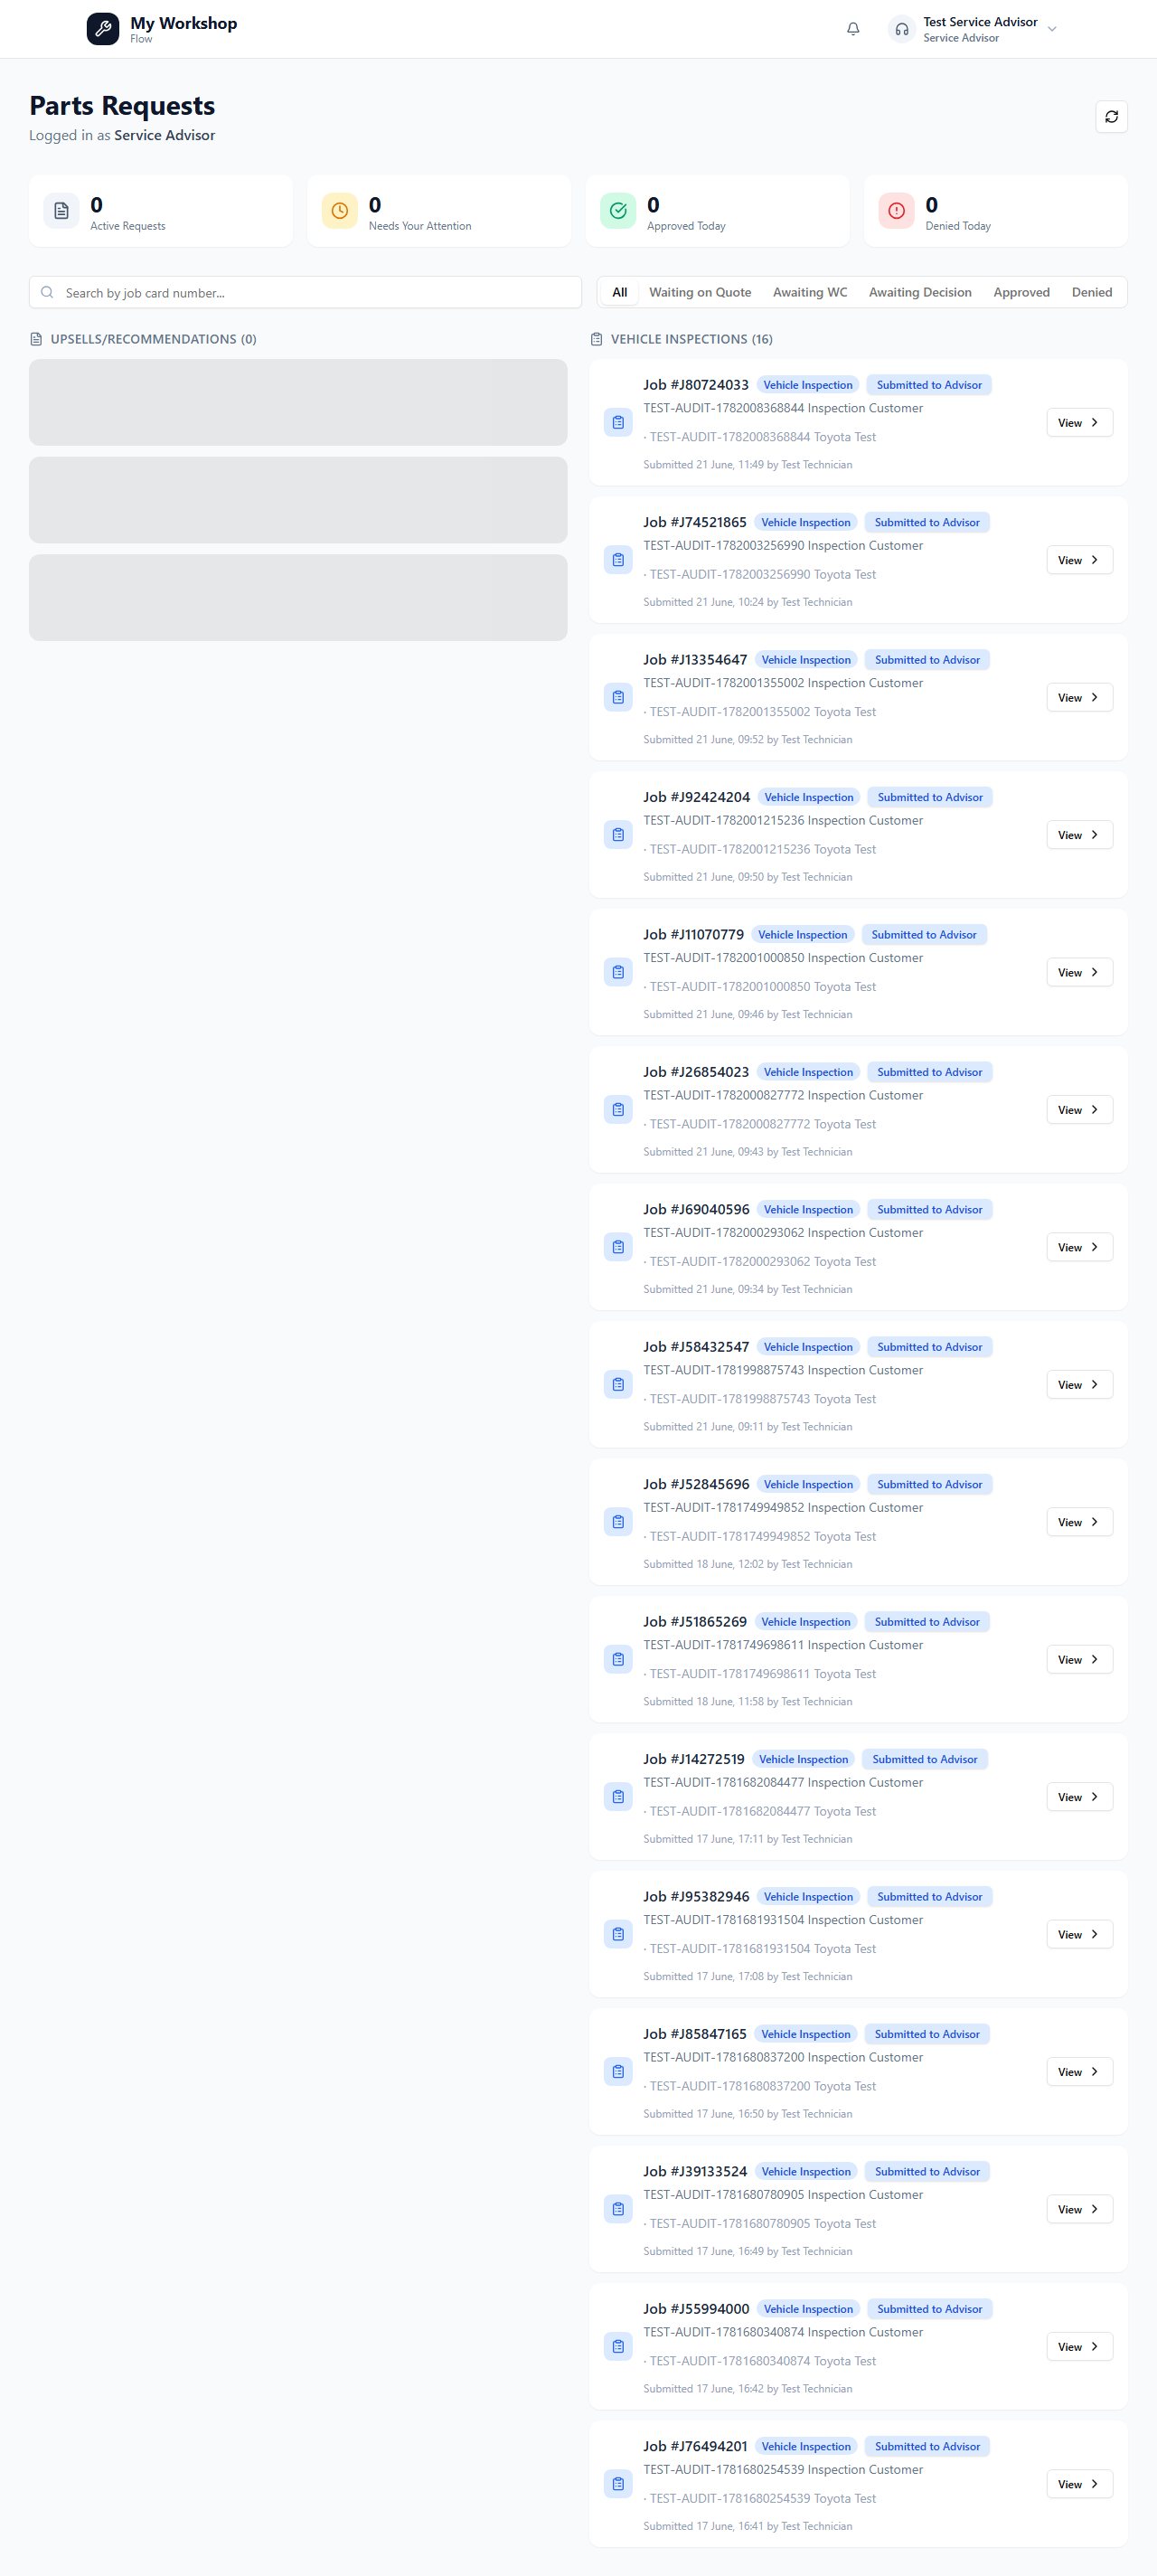 My Workshop
Flow
Test Service Advisor
Service Advisor
Parts Requests
Logged in as Service Advisor
0
Active Requests
0
Needs Your Attention
0
Approved Today
0
Denied Today
Search by job card number...
All Waiting on Quote Awaiting WC Awaiting Decision Approved Denied
UPSELLS/RECOMMENDATIONS (0)
VEHICLE INSPECTIONS (16)
Job #J80724033 Vehicle Inspection Submitted to Advisor
TEST-AUDIT-1782008368844 Inspection Customer
· TEST-AUDIT-1782008368844 Toyota Test
Submitted 21 June, 11:49 by Test Technician
View
Job #J74521865 Vehicle Inspection Submitted to Advisor
TEST-AUDIT-1782003256990 Inspection Customer
· TEST-AUDIT-1782003256990 Toyota Test
Submitted 21 June, 10:24 by Test Technician
View
Job #J13354647 Vehicle Inspection Submitted to Advisor
TEST-AUDIT-1782001355002 Inspection Customer
· TEST-AUDIT-1782001355002 Toyota Test
Submitted 21 June, 09:52 by Test Technician
View
Job #J92424204 Vehicle Inspection Submitted to Advisor
TEST-AUDIT-1782001215236 Inspection Customer
· TEST-AUDIT-1782001215236 Toyota Test
Submitted 21 June, 09:50 by Test Technician
View
Job #J11070779 Vehicle Inspection Submitted to Advisor
TEST-AUDIT-1782001000850 Inspection Customer
· TEST-AUDIT-1782001000850 Toyota Test
Submitted 21 June, 09:46 by Test Technician
View
Job #J26854023 Vehicle Inspection Submitted to Advisor
TEST-AUDIT-1782000827772 Inspection Customer
· TEST-AUDIT-1782000827772 Toyota Test
Submitted 21 June, 09:43 by Test Technician
View
Job #J69040596 Vehicle Inspection Submitted to Advisor
TEST-AUDIT-1782000293062 Inspection Customer
· TEST-AUDIT-1782000293062 Toyota Test
Submitted 21 June, 09:34 by Test Technician
View
Job #J58432547 Vehicle Inspection Submitted to Advisor
TEST-AUDIT-1781998875743 Inspection Customer
· TEST-AUDIT-1781998875743 Toyota Test
Submitted 21 June, 09:11 by Test Technician
View
Job #J52845696 Vehicle Inspection Submitted to Advisor
TEST-AUDIT-1781749949852 Inspection Customer
· TEST-AUDIT-1781749949852 Toyota Test
Submitted 18 June, 12:02 by Test Technician
View
Job #J51865269 Vehicle Inspection Submitted to Advisor
TEST-AUDIT-1781749698611 Inspection Customer
· TEST-AUDIT-1781749698611 Toyota Test
Submitted 18 June, 11:58 by Test Technician
View
Job #J14272519 Vehicle Inspection Submitted to Advisor
TEST-AUDIT-1781682084477 Inspection Customer
· TEST-AUDIT-1781682084477 Toyota Test
Submitted 17 June, 17:11 by Test Technician
View
Job #J95382946 Vehicle Inspection Submitted to Advisor
TEST-AUDIT-1781681931504 Inspection Customer
· TEST-AUDIT-1781681931504 Toyota Test
Submitted 17 June, 17:08 by Test Technician
View
Job #J85847165 Vehicle Inspection Submitted to Advisor
TEST-AUDIT-1781680837200 Inspection Customer
· TEST-AUDIT-1781680837200 Toyota Test
Submitted 17 June, 16:50 by Test Technician
View
Job #J39133524 Vehicle Inspection Submitted to Advisor
TEST-AUDIT-1781680780905 Inspection Customer
· TEST-AUDIT-1781680780905 Toyota Test
Submitted 17 June, 16:49 by Test Technician
View
Job #J55994000 Vehicle Inspection Submitted to Advisor
TEST-AUDIT-1781680340874 Inspection Customer
· TEST-AUDIT-1781680340874 Toyota Test
Submitted 17 June, 16:42 by Test Technician
View
Job #J76494201 Vehicle Inspection Submitted to Advisor
TEST-AUDIT-1781680254539 Inspection Customer
· TEST-AUDIT-1781680254539 Toyota Test
Submitted 17 June, 16:41 by Test Technician
View